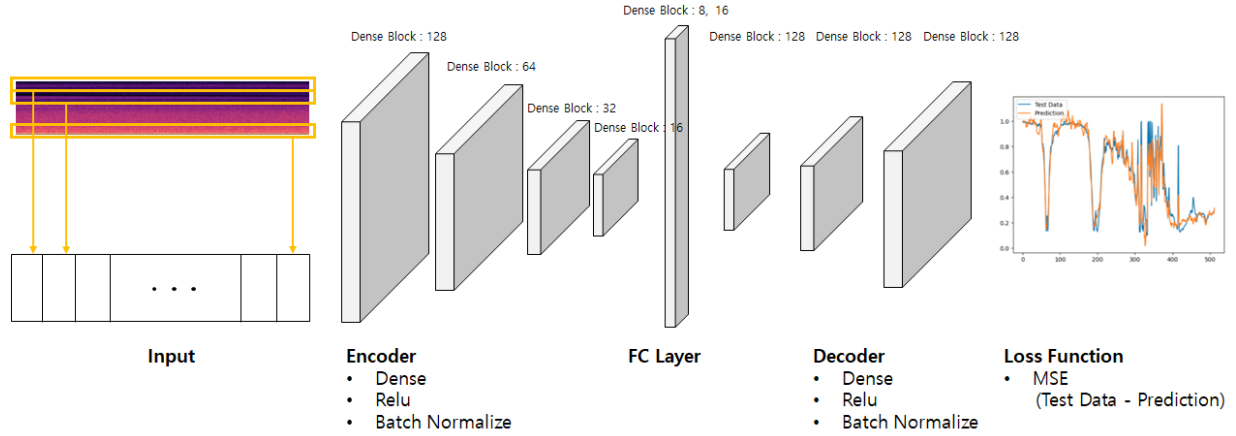 Dense Block : 8,  16
Dense Block : 128
Dense Block : 64
Dense Block : 32
Dense Block : 16
Dense Block : 128
Dense Block : 128
Dense Block : 128
Test Data
Prediction
1.0
0.8
0.6
0.4
0.2
0.0
0 100 200 300 400 500
• • •
Input
Encoder
• Dense
• Relu
• Batch Normalize
FC Layer
Decoder
• Dense
• Relu
• Batch Normalize
Loss Function
• MSE
(Test Data - Prediction)